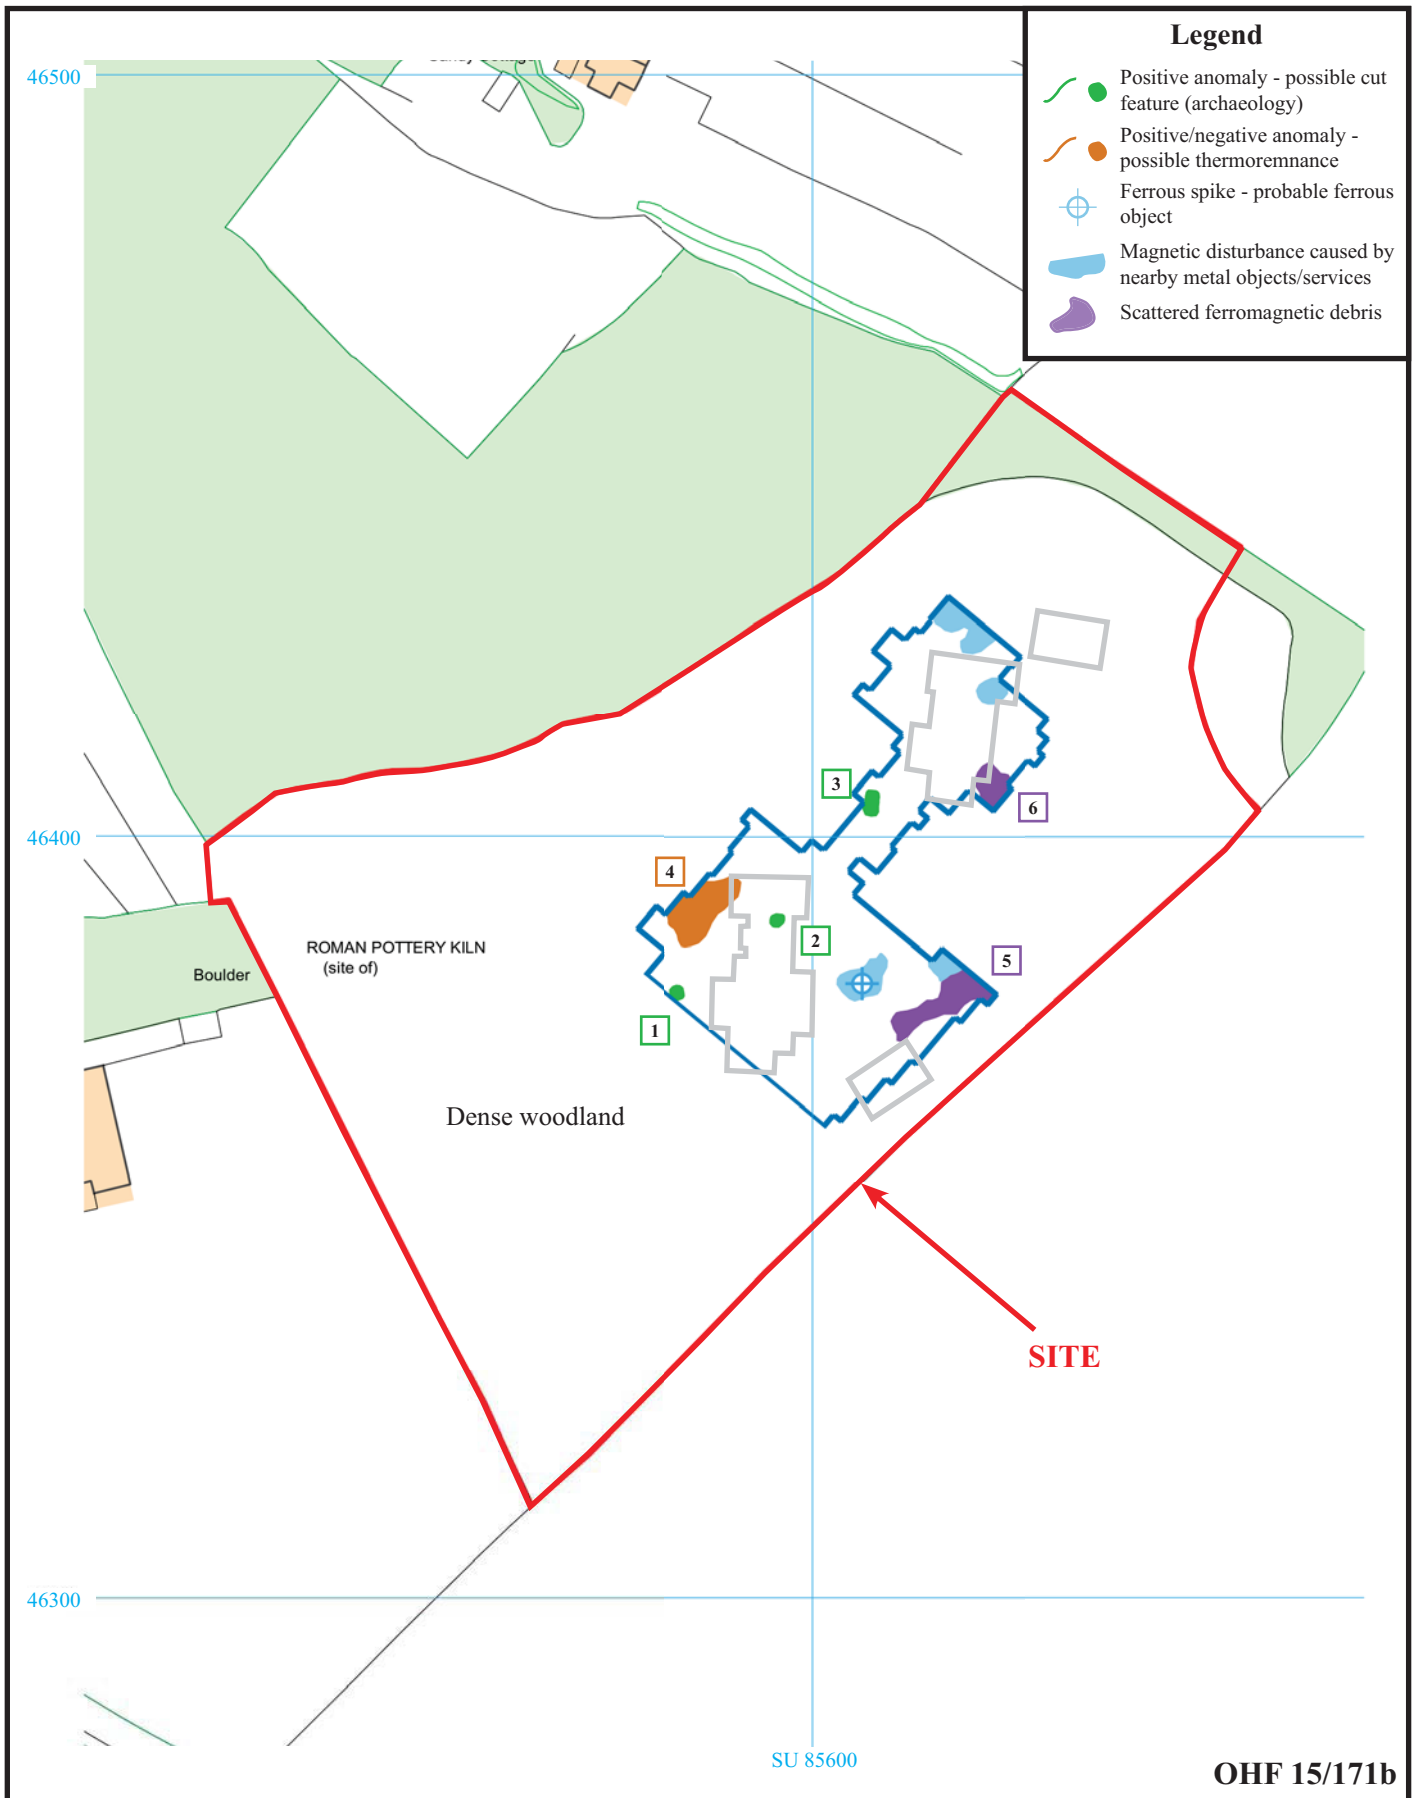 Legend
Positive anomaly - possible cut
feature (archaeology)
Positive/negative anomaly -
possible thermoremnance
Ferrous spike - probable ferrous
object
Magnetic disturbance caused by
nearby metal objects/services
Scattered ferromagnetic debris
46500
3
6
46400
4
2
ROMAN POTTERY KILN
(site of)
Boulder
5
1
Dense woodland
SITE
46300
SU 85600
OHF 15/171b